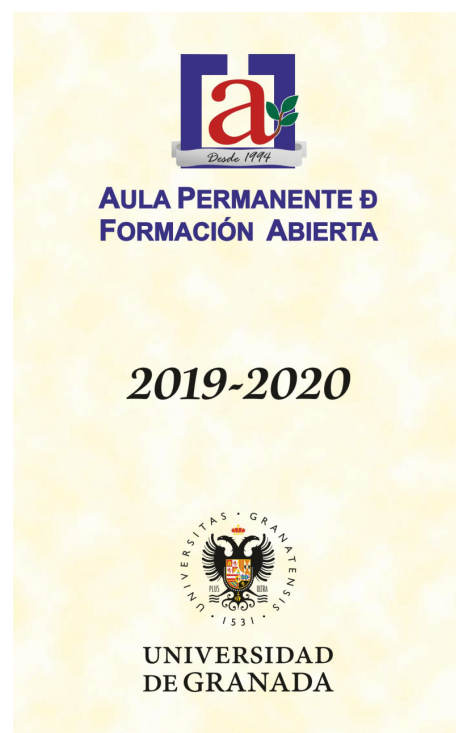 a
Desde 1994
AULA PERMANENTE Đ
FORMACIÓN ABIERTA
2019-2020
UNIVERSITAS · GRANATENSIS ·
PLUS ULTRA
· 1531 ·
UNIVERSIDAD
DE GRANADA